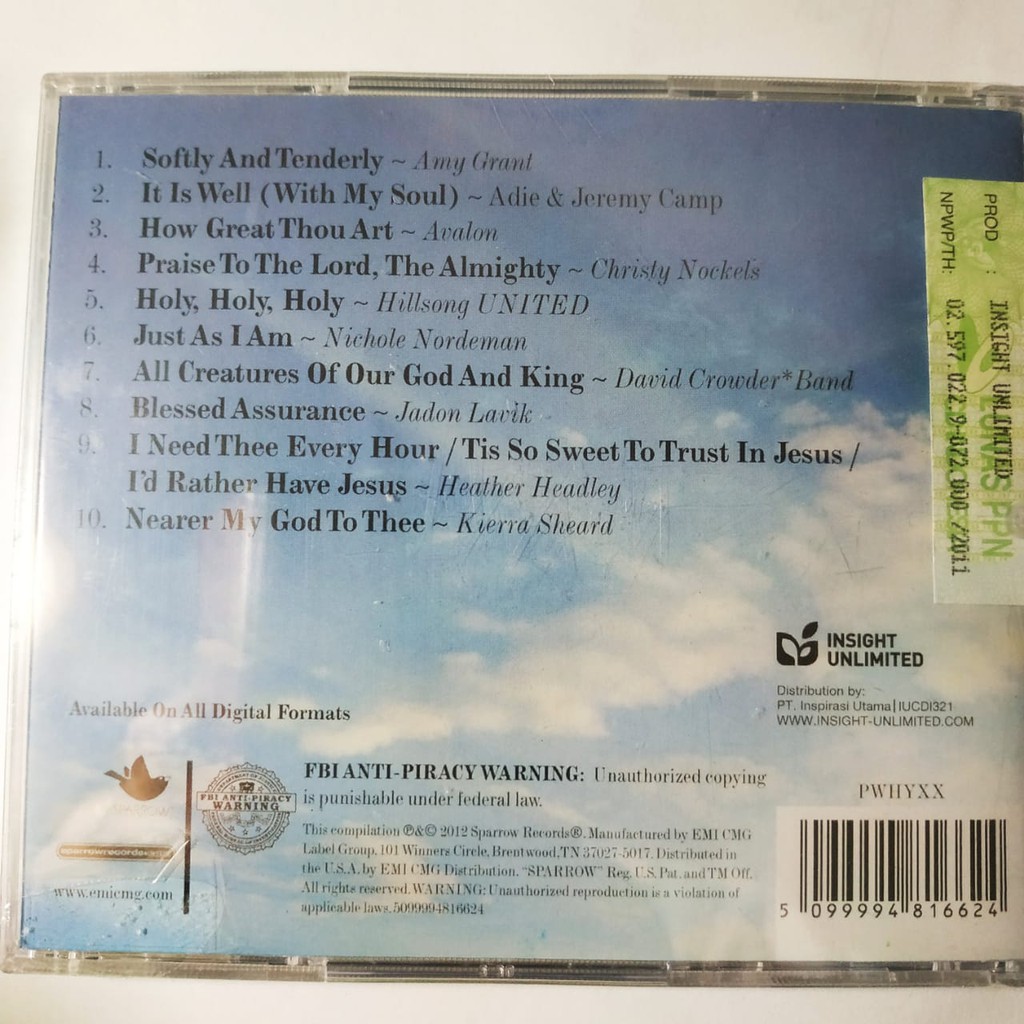 1. Softly And Tenderly ~ Amy Grant
2. It Is Well (With My Soul) ~ Adie & Jeremy Camp
3. How Great Thou Art ~ Avalon
4. Praise To The Lord, The Almighty ~ Christy Nockels
5. Holy, Holy, Holy ~ Hillsong UNITED
6. Just As I Am ~ Nichole Nordeman
7. All Creatures Of Our God And King ~ David Crowder*Band
8. Blessed Assurance ~ Jadon Lavik
9. I Need Thee Every Hour / Tis So Sweet To Trust In Jesus /
I'd Rather Have Jesus ~ Heather Headley
10. Nearer My God To Thee ~ Kierra Sheard
PROD : INSIGHT UNLIMITED
NPWP/TH: 02.597.022.9-072.000 /2011
LUNAS PPN
INSIGHT
UNLIMITED
Distribution by:
PT. Inspirasi Utama|IUCDI321
WWW.INSIGHT-UNLIMITED.COM
Available On All Digital Formats
www.emicmg.com
FBI ANTI-PIRACY
WARNING
FBI ANTI-PIRACY WARNING: Unauthorized copying
is punishable under federal law.
This compilation ℗&© 2012 Sparrow Records®. Manufactured by EMI CMG
Label Group, 101 Winners Circle, Brentwood, TN 37027-5017. Distributed in
the U.S.A. by EMI CMG Distribution. "SPARROW" Reg. U.S. Pat. and TM Off.
All rights reserved. WARNING: Unauthorized reproduction is a violation of
applicable laws. 5099994816624
PWHYXX
5 099994 816624